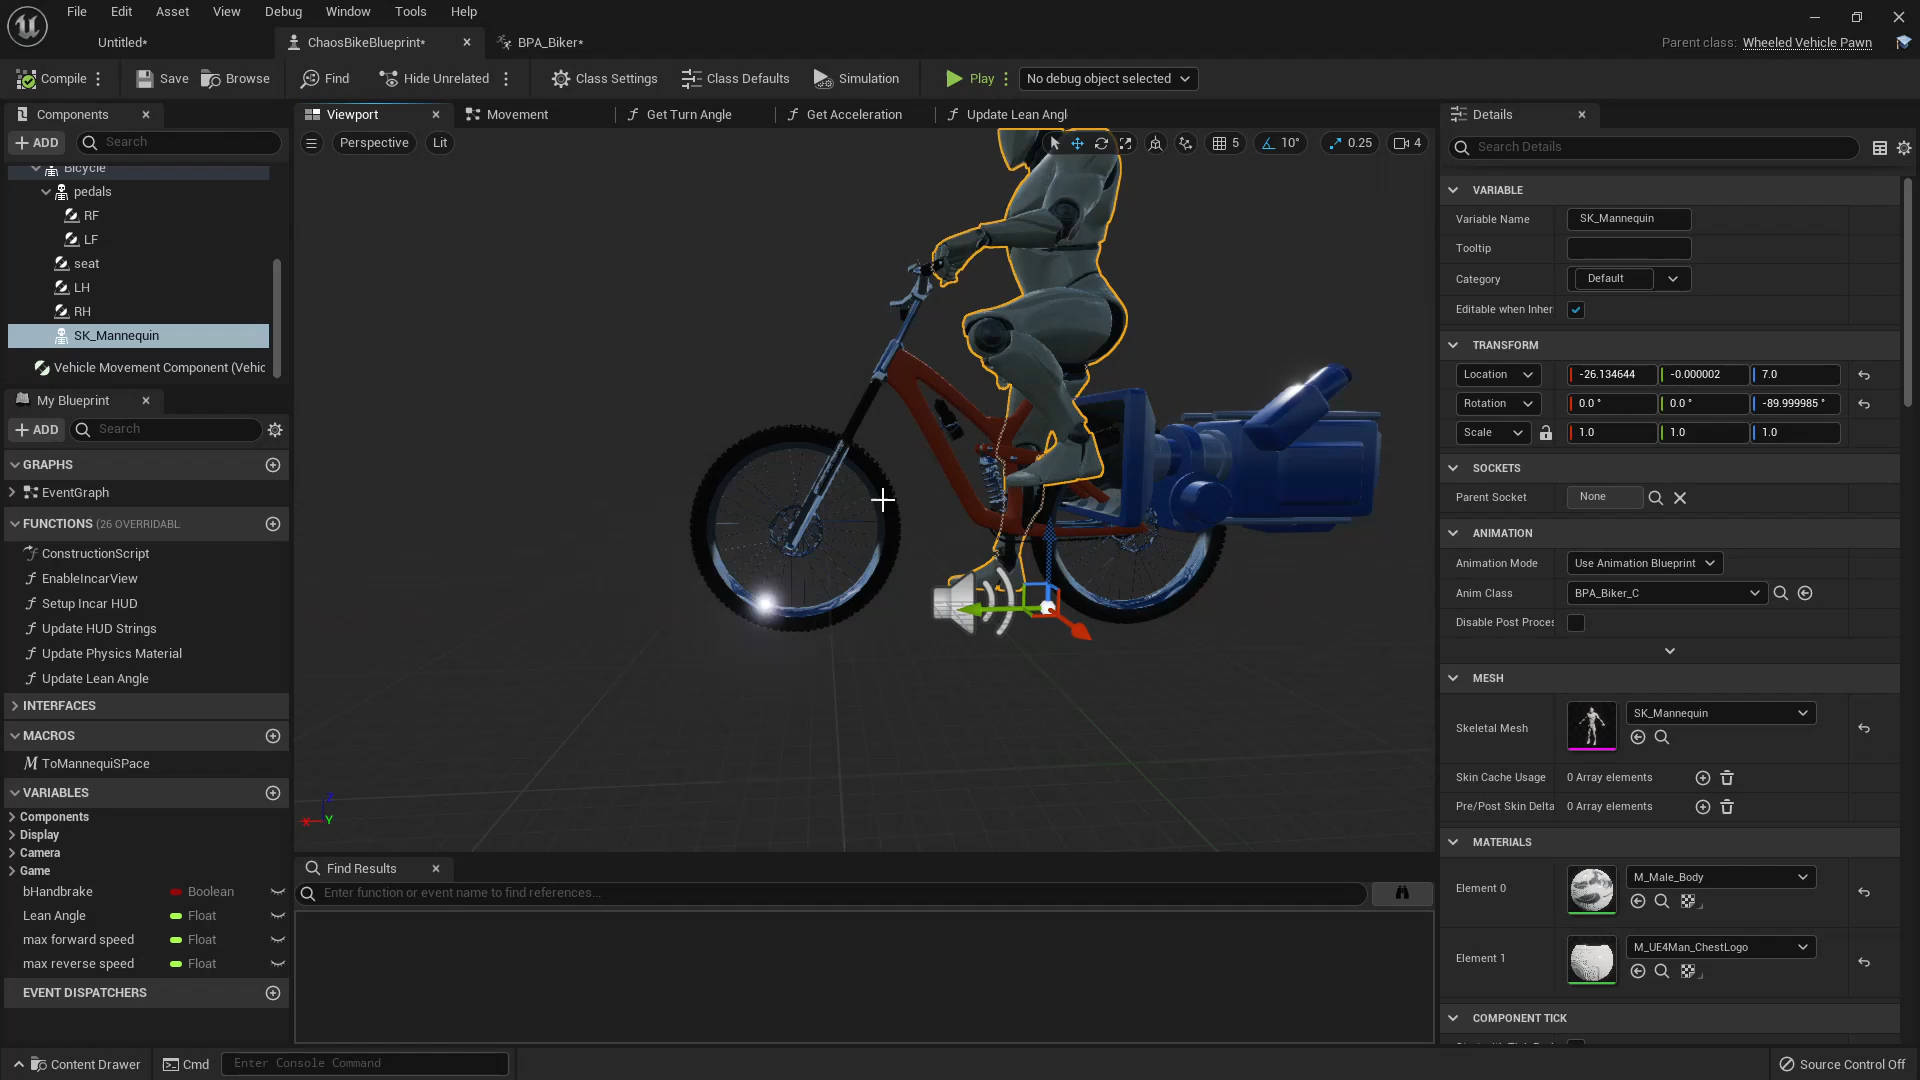 File Edit Asset View Debug Window Tools Help
Untitled* ChaosBikeBlueprint* BPA_Biker* Parent class: Wheeled Vehicle Pawn
Compile Save Browse Find Hide Unrelated Class Settings Class Defaults Simulation Play No debug object selected
Components
ADD Search
Bicycle
pedals
RF
LF
seat
LH
RH
SK_Mannequin
Vehicle Movement Component (Vehic
My Blueprint
ADD Search
GRAPHS
EventGraph
FUNCTIONS (26 OVERRIDABL
ConstructionScript
EnableIncarView
Setup Incar HUD
Update HUD Strings
Update Physics Material
Update Lean Angle
INTERFACES
MACROS
ToMannequiSPace
VARIABLES
Components
Display
Camera
Game
bHandbrake Boolean
Lean Angle Float
max forward speed Float
max reverse speed Float
EVENT DISPATCHERS
Viewport Movement Get Turn Angle Get Acceleration Update Lean Angl
Perspective Lit 5 10° 0.25 4
Z
X Y
Find Results
Enter function or event name to find references...
Details
Search Details
VARIABLE
Variable Name SK_Mannequin
Tooltip
Category Default
Editable when Inher
TRANSFORM
Location -26.134644 -0.000002 7.0
Rotation 0.0 ° 0.0 ° -89.999985 °
Scale 1.0 1.0 1.0
SOCKETS
Parent Socket None
ANIMATION
Animation Mode Use Animation Blueprint
Anim Class BPA_Biker_C
Disable Post Proces
MESH
Skeletal Mesh SK_Mannequin
Skin Cache Usage 0 Array elements
Pre/Post Skin Delta 0 Array elements
MATERIALS
Element 0 M_Male_Body
Element 1 M_UE4Man_ChestLogo
COMPONENT TICK
Content Drawer Cmd Enter Console Command Source Control Off